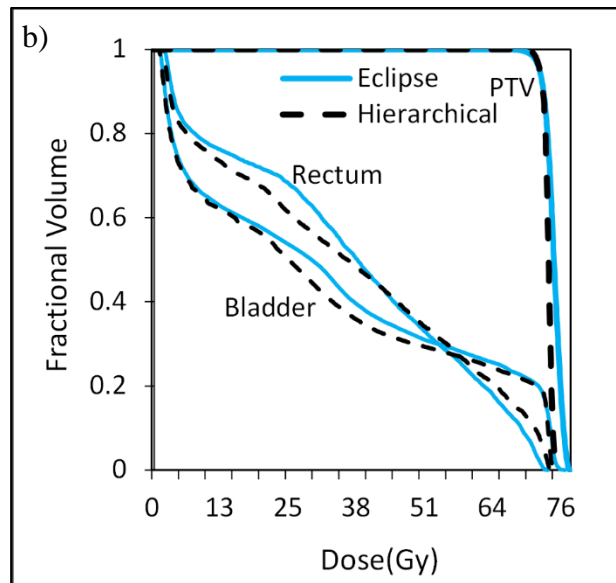 b)
1
0.8
0.6
0.4
0.2
0
Fractional Volume
Eclipse
Hierarchical
PTV
Rectum
Bladder
0 13 25 38 51 64 76
Dose(Gy)